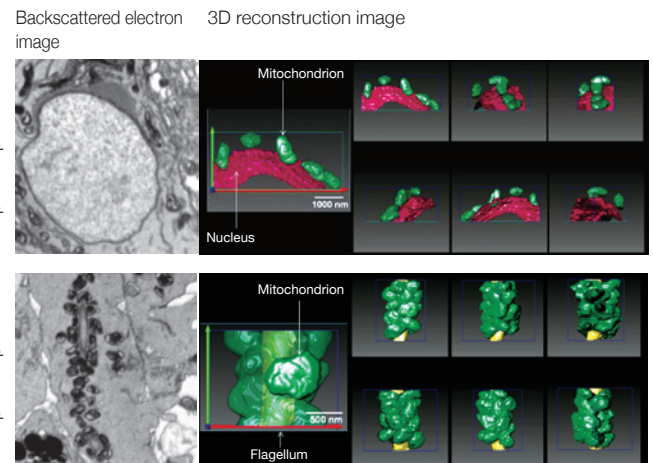 Backscattered electron
image
3D reconstruction image
Mitochondrion
1000 nm
Nucleus
Mitochondrion
500 nm
Flagellum